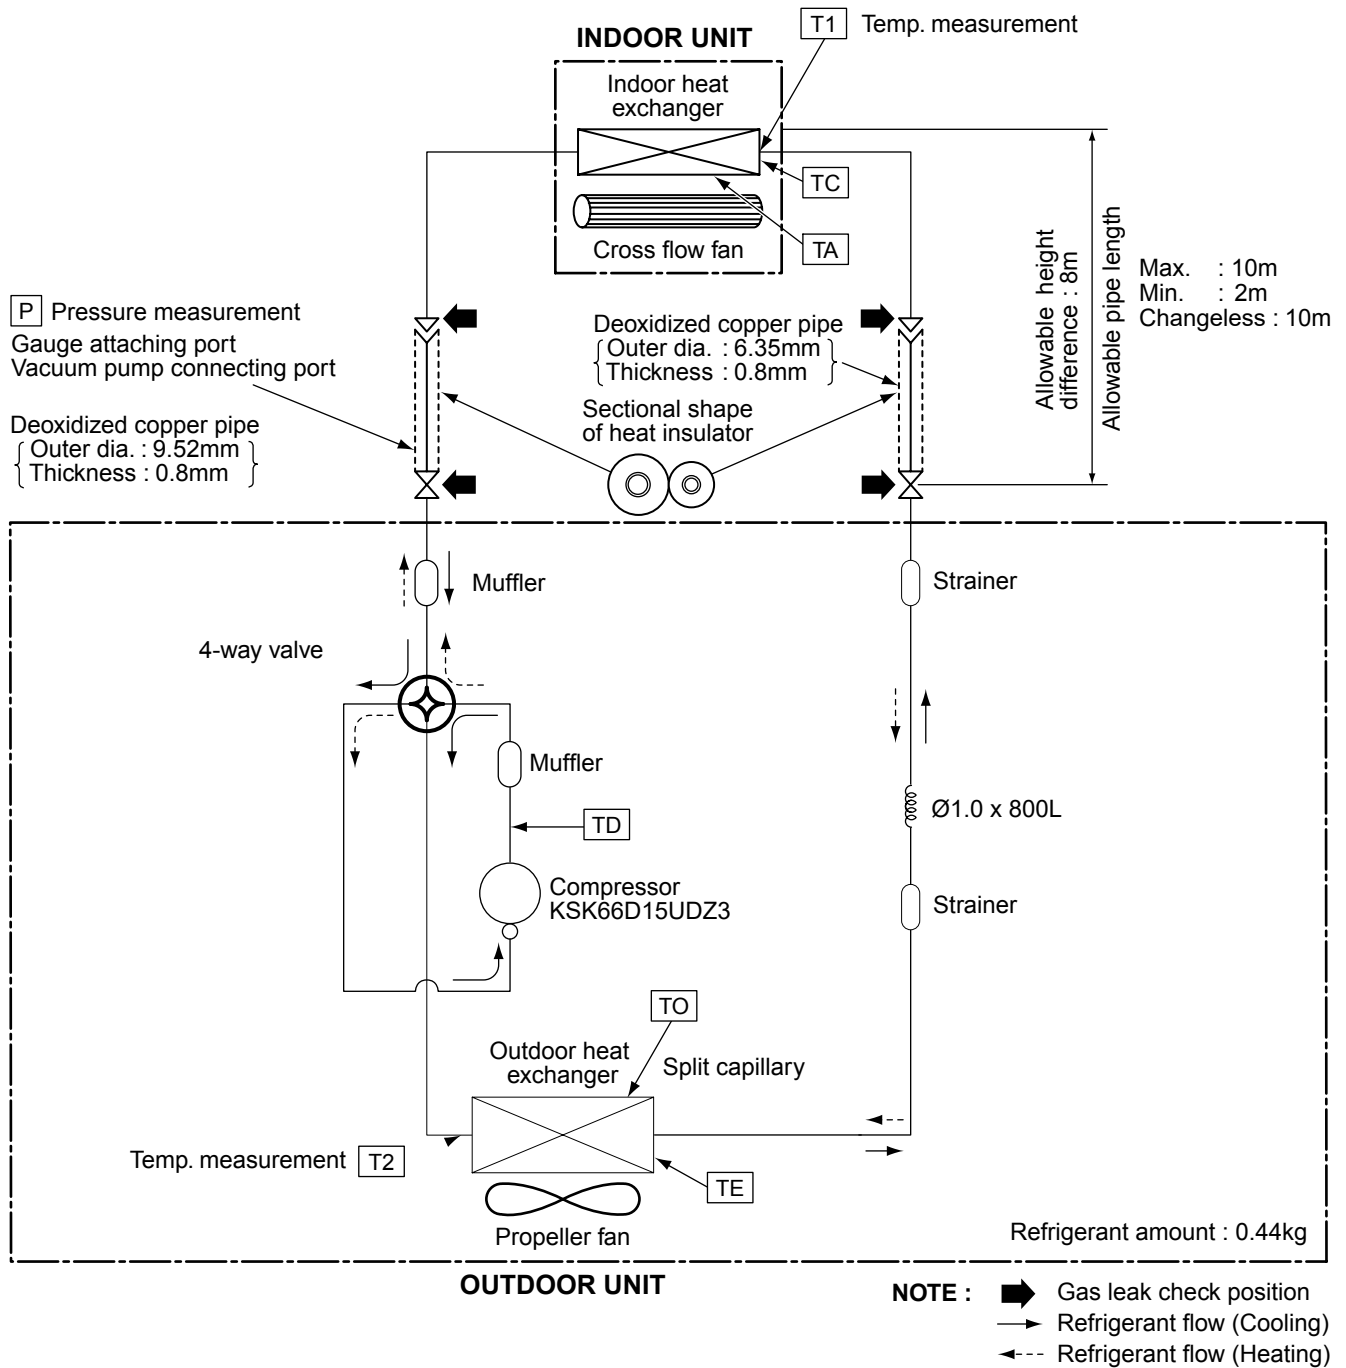 T1 Temp. measurement
INDOOR UNIT
Indoor heat
exchanger
TC
Cross flow fan
TA
Allowable height
difference : 8m
Allowable pipe length
Max. : 10m
Min. : 2m
Changeless : 10m
P Pressure measurement
Gauge attaching port
Vacuum pump connecting port
Deoxidized copper pipe
Outer dia. : 9.52mm
Thickness : 0.8mm
Deoxidized copper pipe
Outer dia. : 6.35mm
Thickness : 0.8mm
Sectional shape
of heat insulator
Muffler
Strainer
4-way valve
Muffler
TD
Ø1.0 x 800L
Compressor
KSK66D15UDZ3
Strainer
TO
Outdoor heat
exchanger
Split capillary
Temp. measurement T2
TE
Propeller fan
Refrigerant amount : 0.44kg
OUTDOOR UNIT
NOTE :
Gas leak check position
Refrigerant flow (Cooling)
Refrigerant flow (Heating)